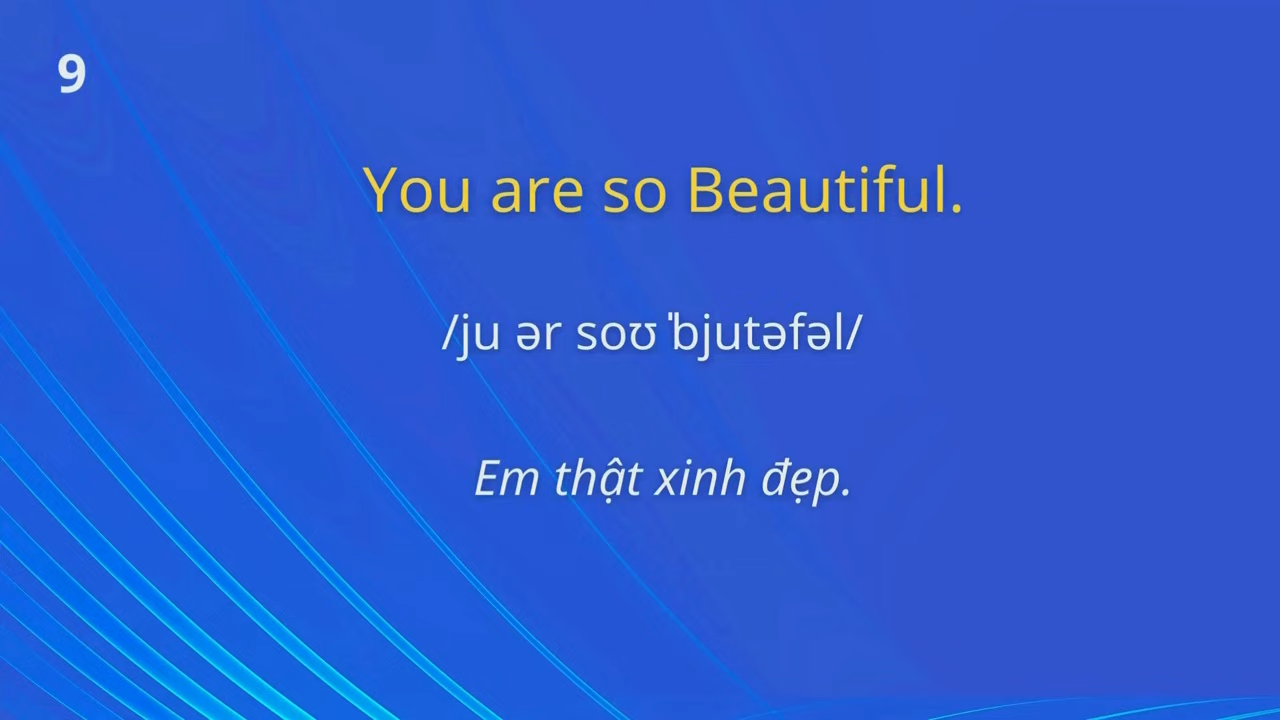 9
You are so Beautiful.
/ju ər soʊ ˈbjutəfəl/
Em thật xinh đẹp.